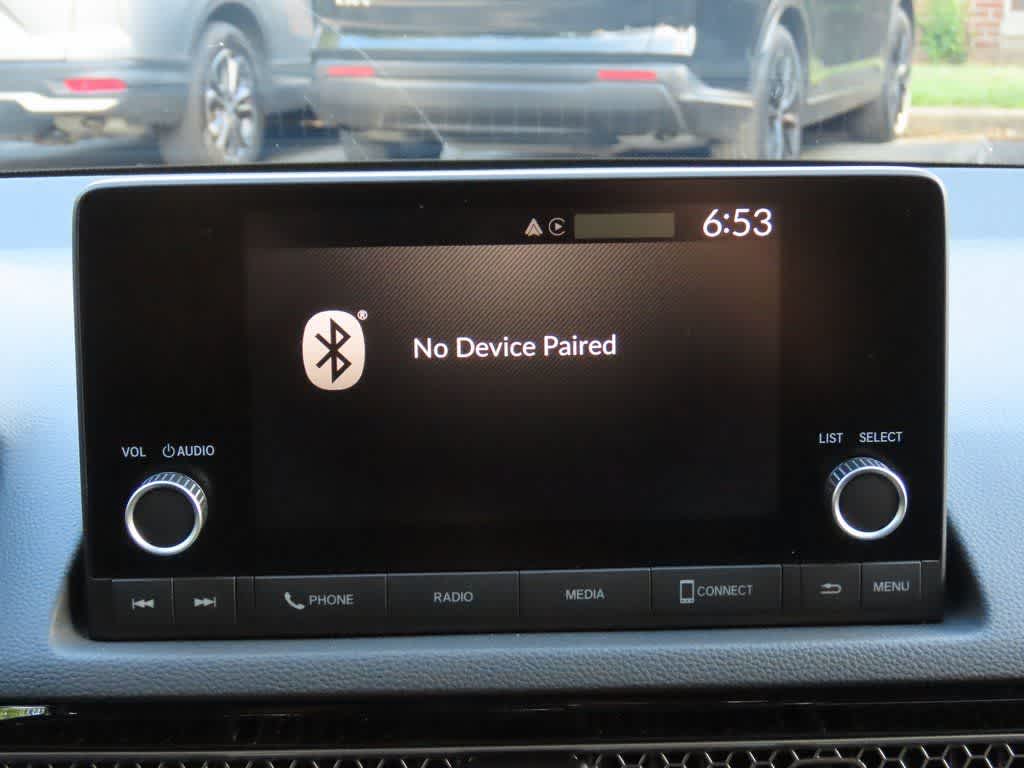 6:53
®
No Device Paired
VOL AUDIO
LIST SELECT
PHONE RADIO MEDIA CONNECT MENU